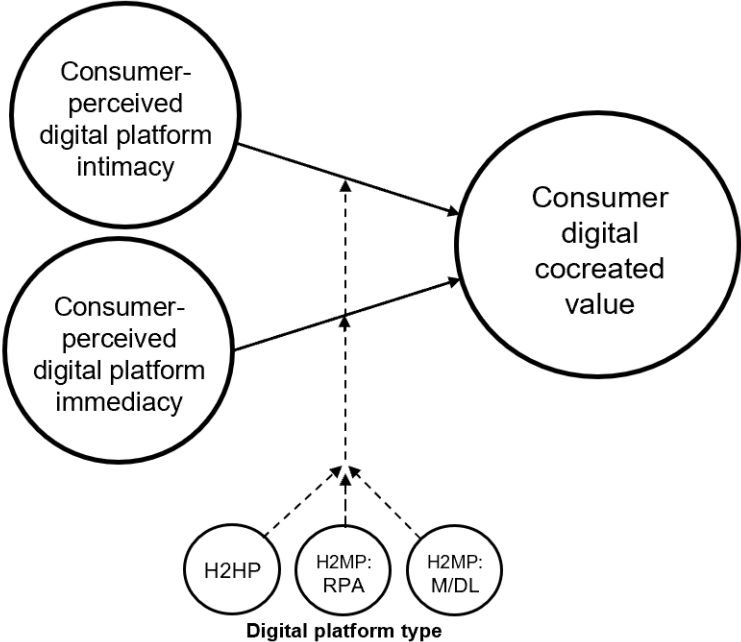 Consumer-
perceived
digital platform
intimacy
Consumer
digital
cocreated
value
Consumer-
perceived
digital platform
immediacy
H2HP
H2MP:
RPA
H2MP:
M/DL
Digital platform type